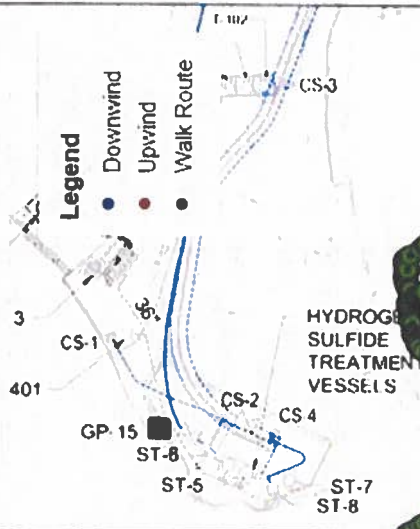 CS-3
Legend
Downwind
Upwind
Walk Route
3
CS-1
401
HYDROGE
SULFIDE
TREATMEN
VESSELS
CS-2
CS 4
GP-15
ST-6
ST-5
ST-7
ST-8